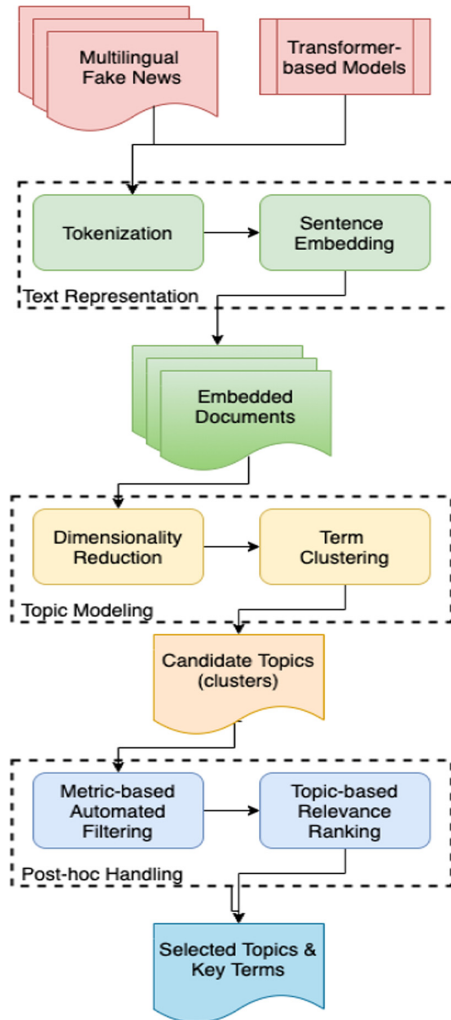 Multilingual
Fake News
Transformer-
based Models
Tokenization
Sentence
Embedding
Text Representation
Embedded
Documents
Dimensionality
Reduction
Term
Clustering
Topic Modeling
Candidate Topics
(clusters)
Metric-based
Automated
Filtering
Topic-based
Relevance
Ranking
Post-hoc Handling
Selected Topics &
Key Terms